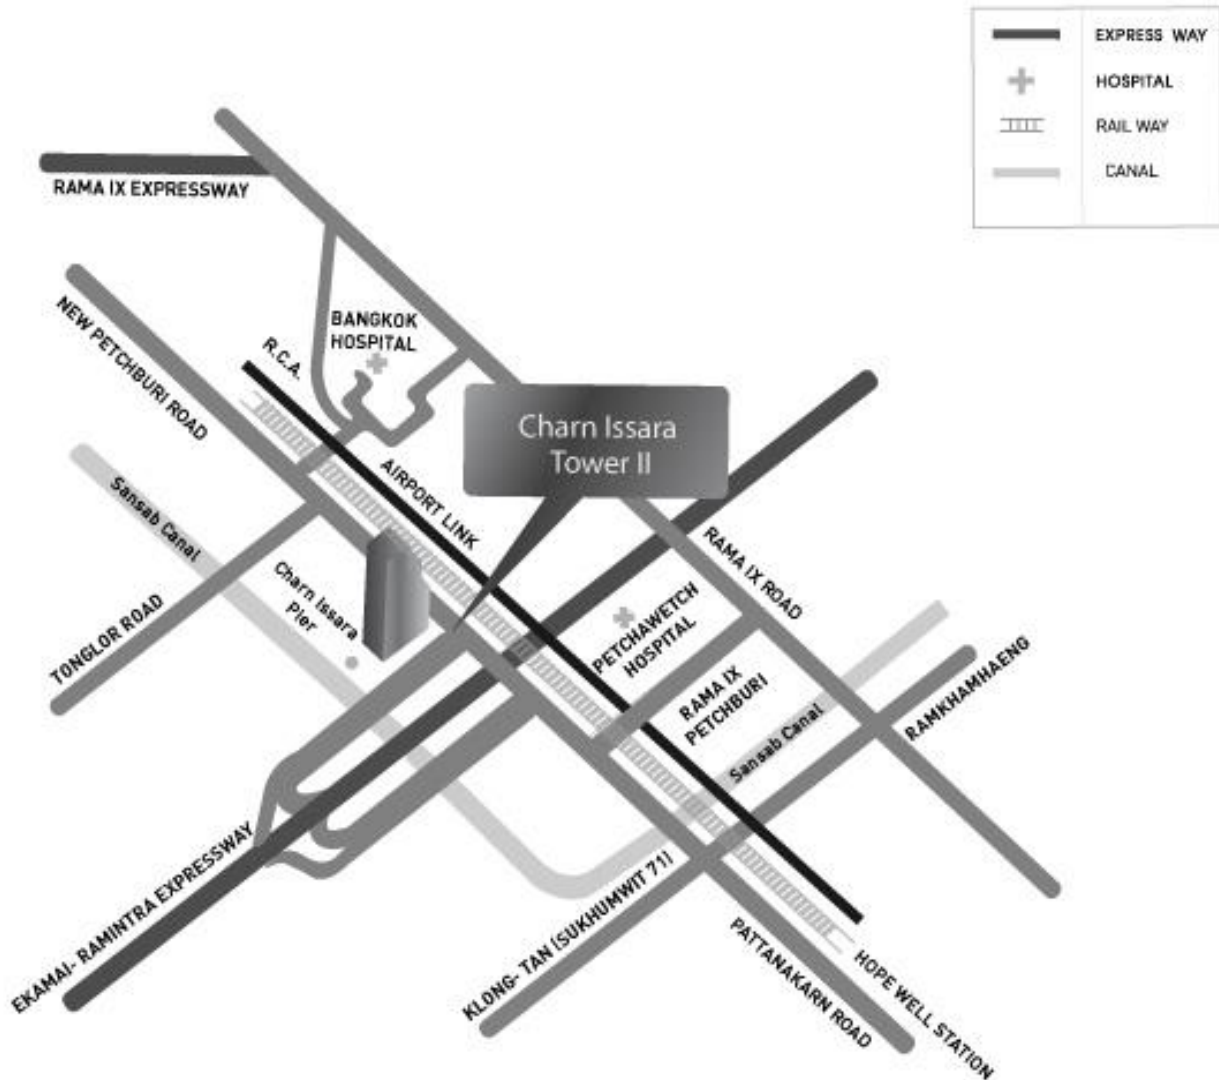 EXPRESS WAY
HOSPITAL
RAIL WAY
CANAL
RAMA IX EXPRESSWAY
NEW PETCHBURI ROAD
R.C.A.
BANGKOK
HOSPITAL
Charn Issara
Tower II
AIRPORT LINK
Sansab Canal
Charn Issara
Pier
TONGLOR ROAD
RAMA IX ROAD
PETCHAWETCH
HOSPITAL
RAMA IX
PETCHBURI
Sansab Canal
RAMKHAMHAENG
EKAMAI- RAMINTRA EXPRESSWAY
KLONG- TAN (SUKHUMWIT 71)
PATTANAKARN ROAD
HOPE WELL STATION